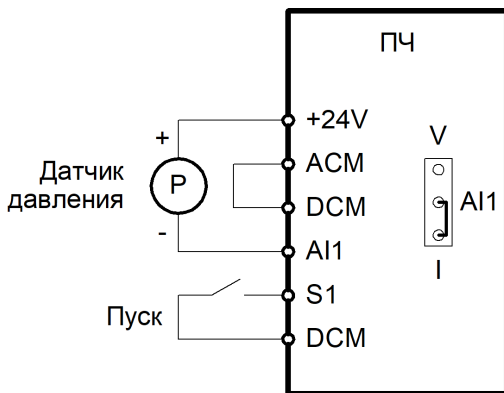 ПЧ
+24V
V
+
ACM
Датчик
давления
P
DCM
AI1
-
AI1
I
S1
Пуск
DCM